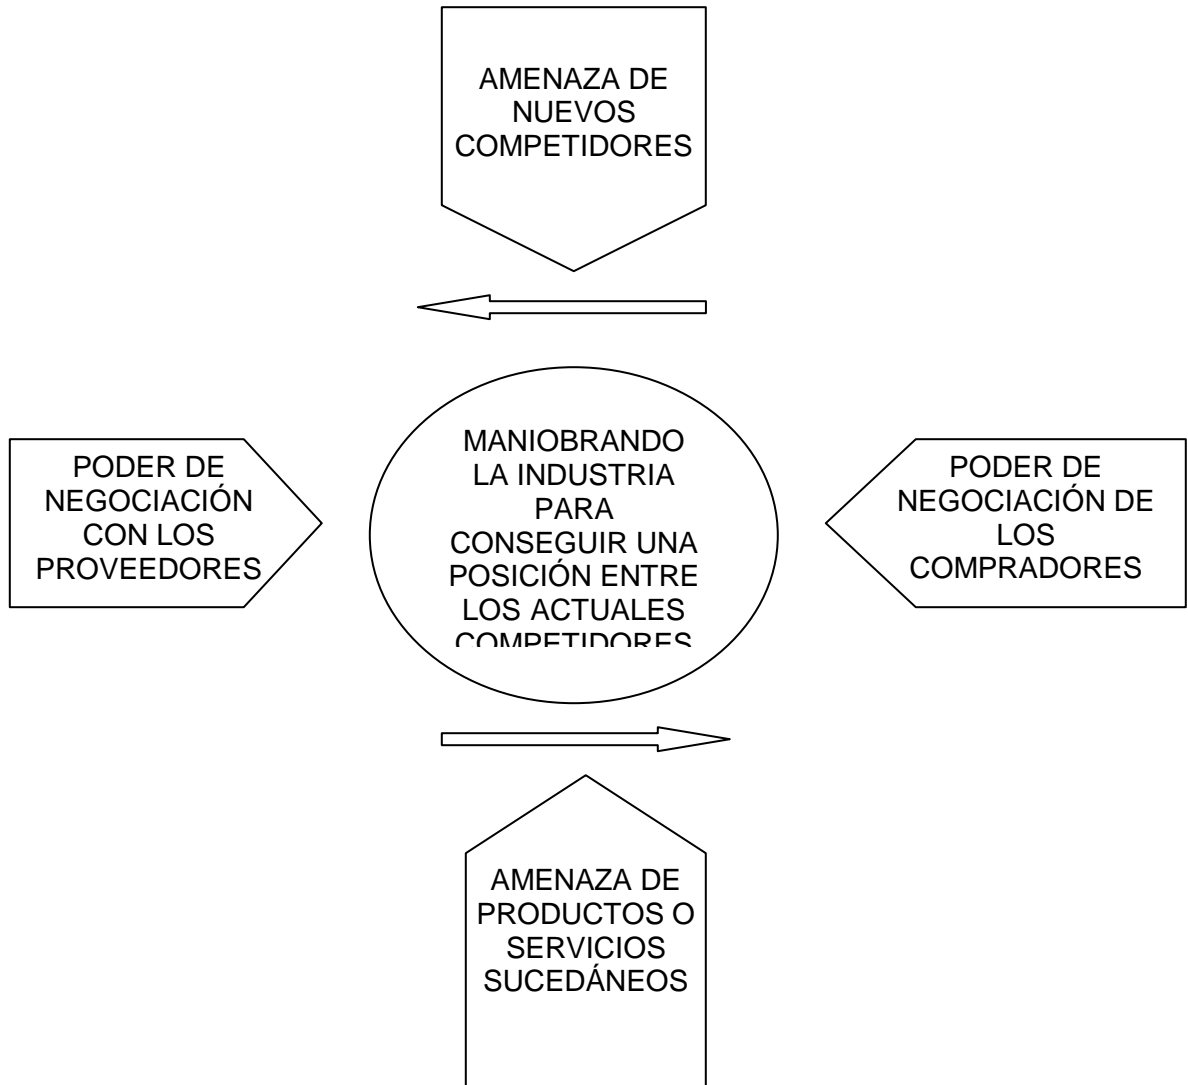 AMENAZA DE
NUEVOS
COMPETIDORES
PODER DE
NEGOCIACIÓN
CON LOS
PROVEEDORES
MANIOBRANDO
LA INDUSTRIA
PARA
CONSEGUIR UNA
POSICIÓN ENTRE
LOS ACTUALES
COMPETIDORES
PODER DE
NEGOCIACIÓN DE
LOS
COMPRADORES
AMENAZA DE
PRODUCTOS O
SERVICIOS
SUCEDÁNEOS